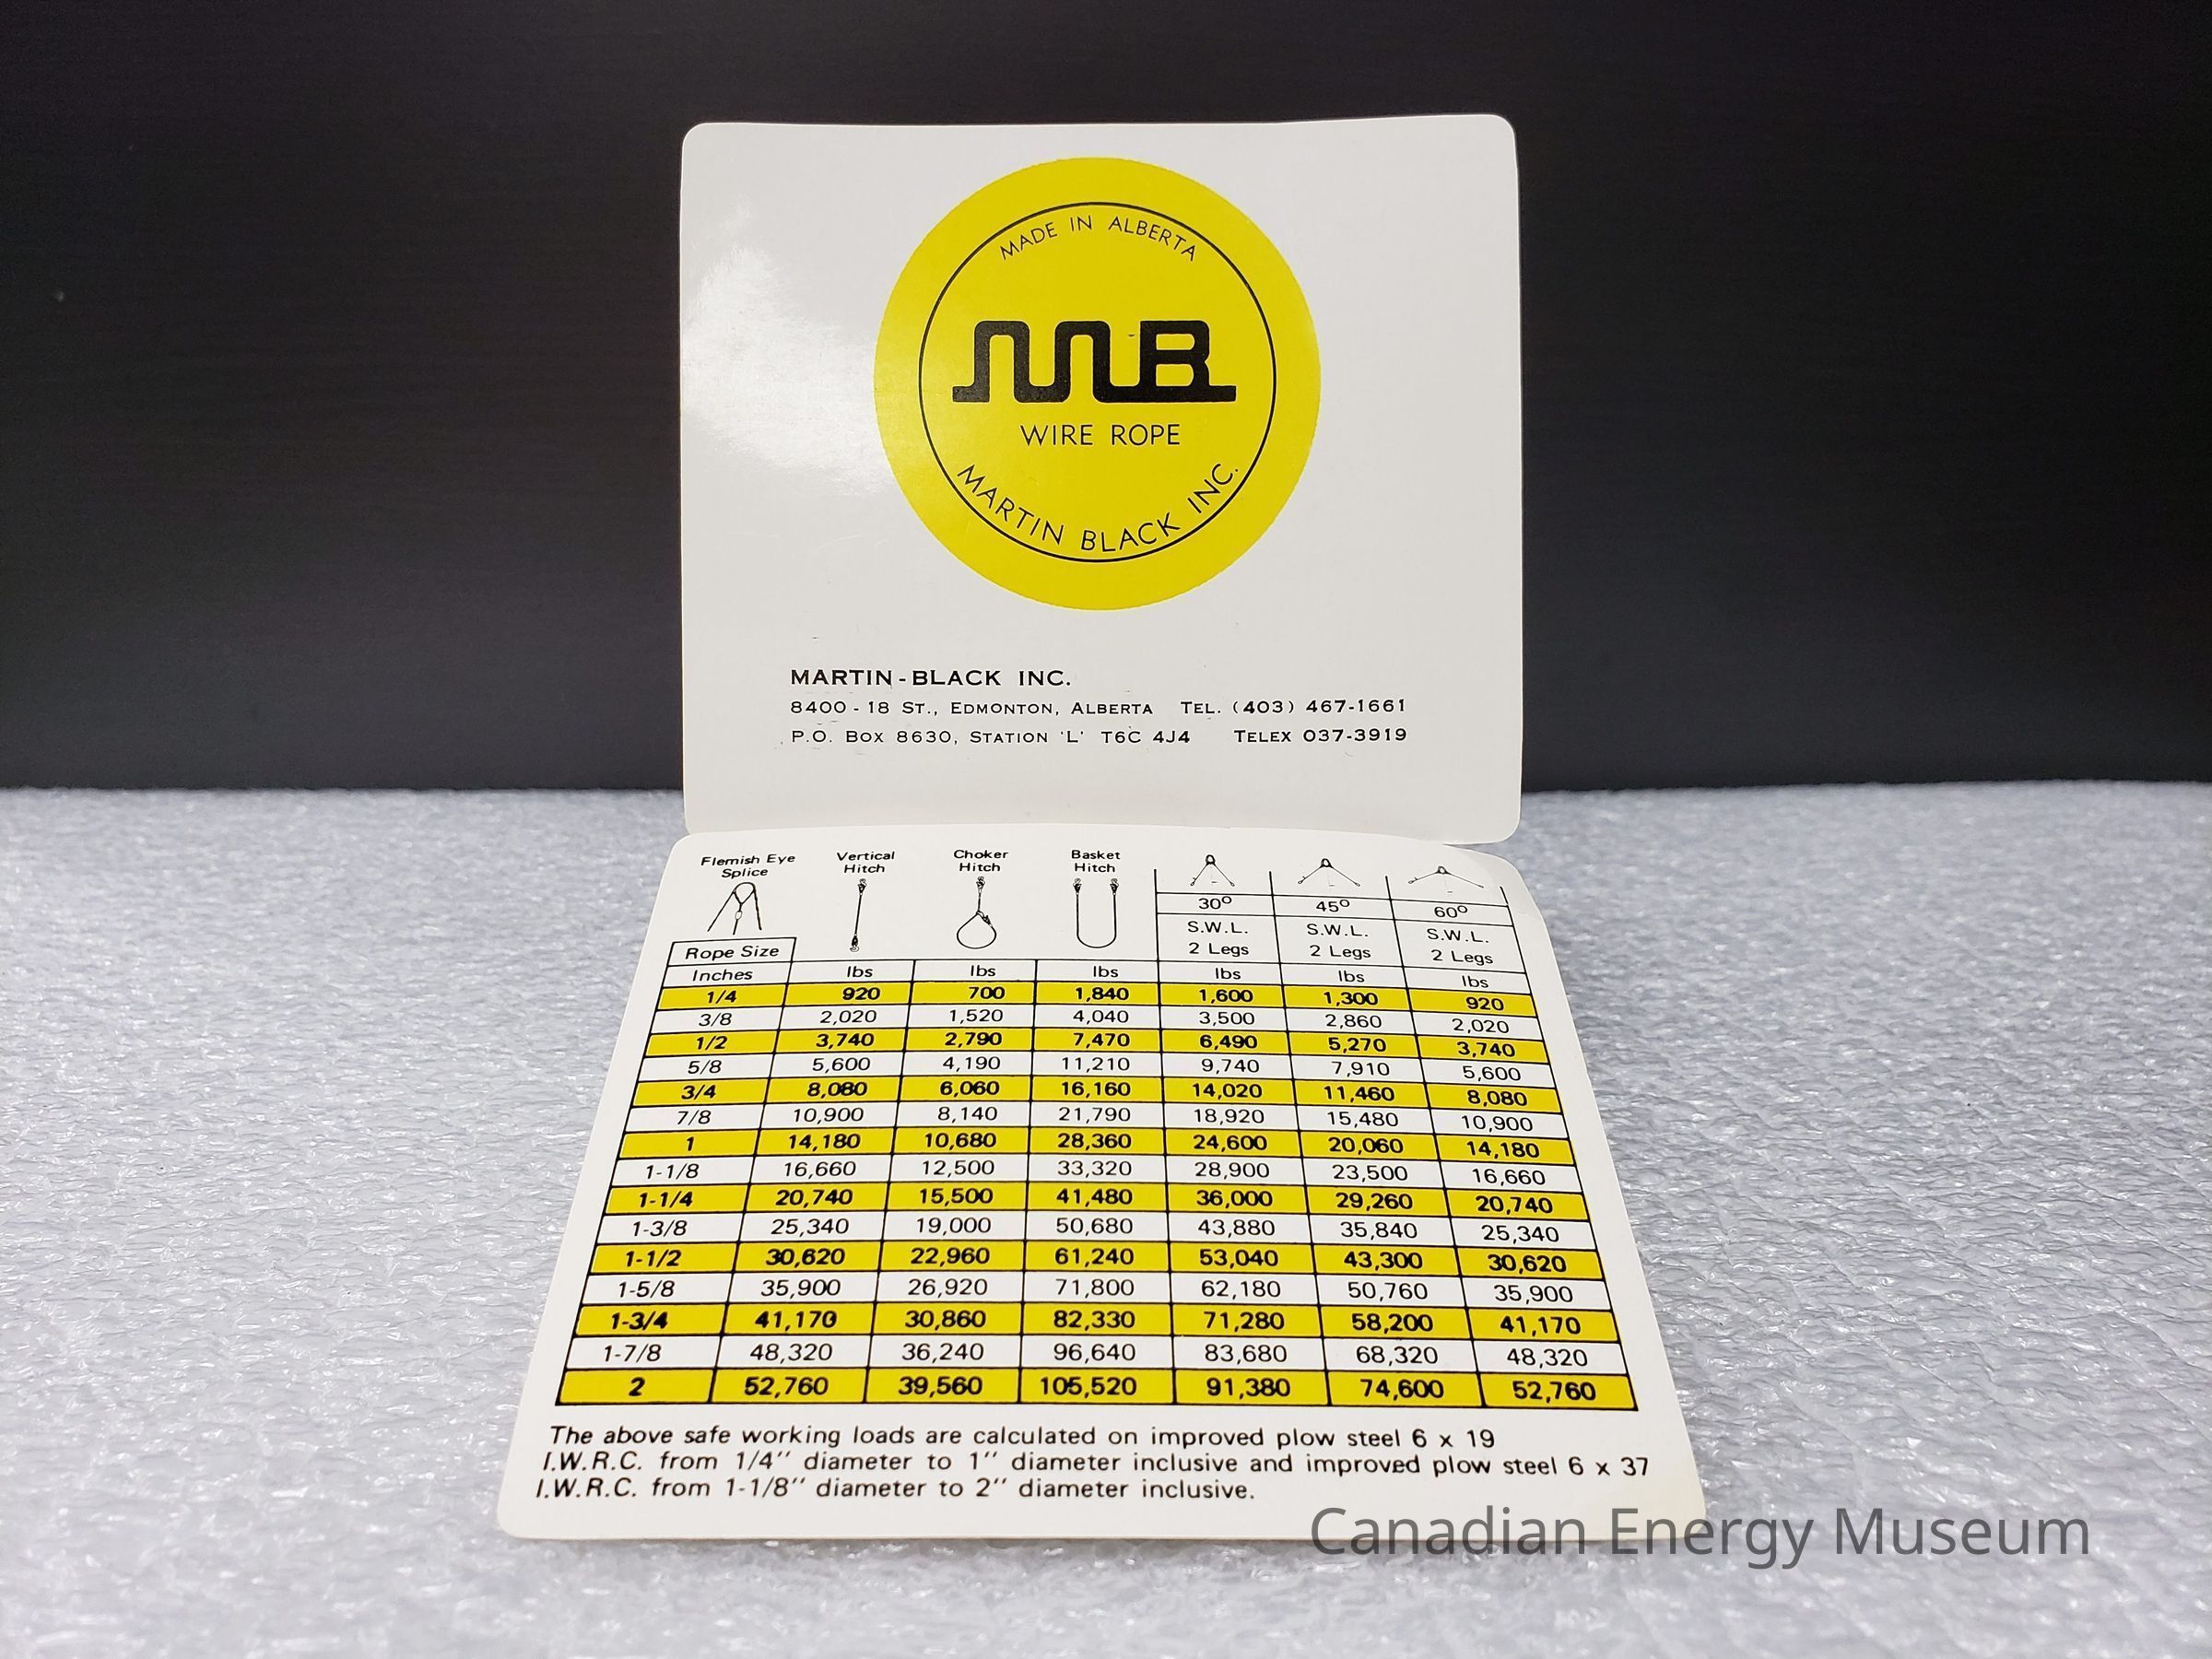 MADE IN ALBERTA
MB
WIRE ROPE
MARTIN BLACK INC.
MARTIN-BLACK INC.
8400 - 18 ST., EDMONTON, ALBERTA TEL. (403) 467-1661
P.O. BOX 8630, STATION 'L' T6C 4J4 TELEX 037-3919
Flemish Eye Splice Vertical Hitch Choker Hitch Basket Hitch
30° 45° 60°
S.W.L. S.W.L. S.W.L.
Rope Size 2 Legs 2 Legs 2 Legs
Inches lbs lbs lbs lbs lbs lbs
1/4 920 700 1,840 1,600 1,300 920
3/8 2,020 1,520 4,040 3,500 2,860 2,020
1/2 3,740 2,790 7,470 6,490 5,270 3,740
5/8 5,600 4,190 11,210 9,740 7,910 5,600
3/4 8,080 6,060 16,160 14,020 11,460 8,080
7/8 10,900 8,140 21,790 18,920 15,480 10,900
1 14,180 10,680 28,360 24,600 20,060 14,180
1-1/8 16,660 12,500 33,320 28,900 23,500 16,660
1-1/4 20,740 15,500 41,480 36,000 29,260 20,740
1-3/8 25,340 19,000 50,680 43,880 35,840 25,340
1-1/2 30,620 22,960 61,240 53,040 43,300 30,620
1-5/8 35,900 26,920 71,800 62,180 50,760 35,900
1-3/4 41,170 30,860 82,330 71,280 58,200 41,170
1-7/8 48,320 36,240 96,640 83,680 68,320 48,320
2 52,760 39,560 105,520 91,380 74,600 52,760
The above safe working loads are calculated on improved plow steel 6 x 19
I.W.R.C. from 1/4" diameter to 1" diameter inclusive and improved plow steel 6 x 37
I.W.R.C. from 1-1/8" diameter to 2" diameter inclusive.
Canadian Energy Museum